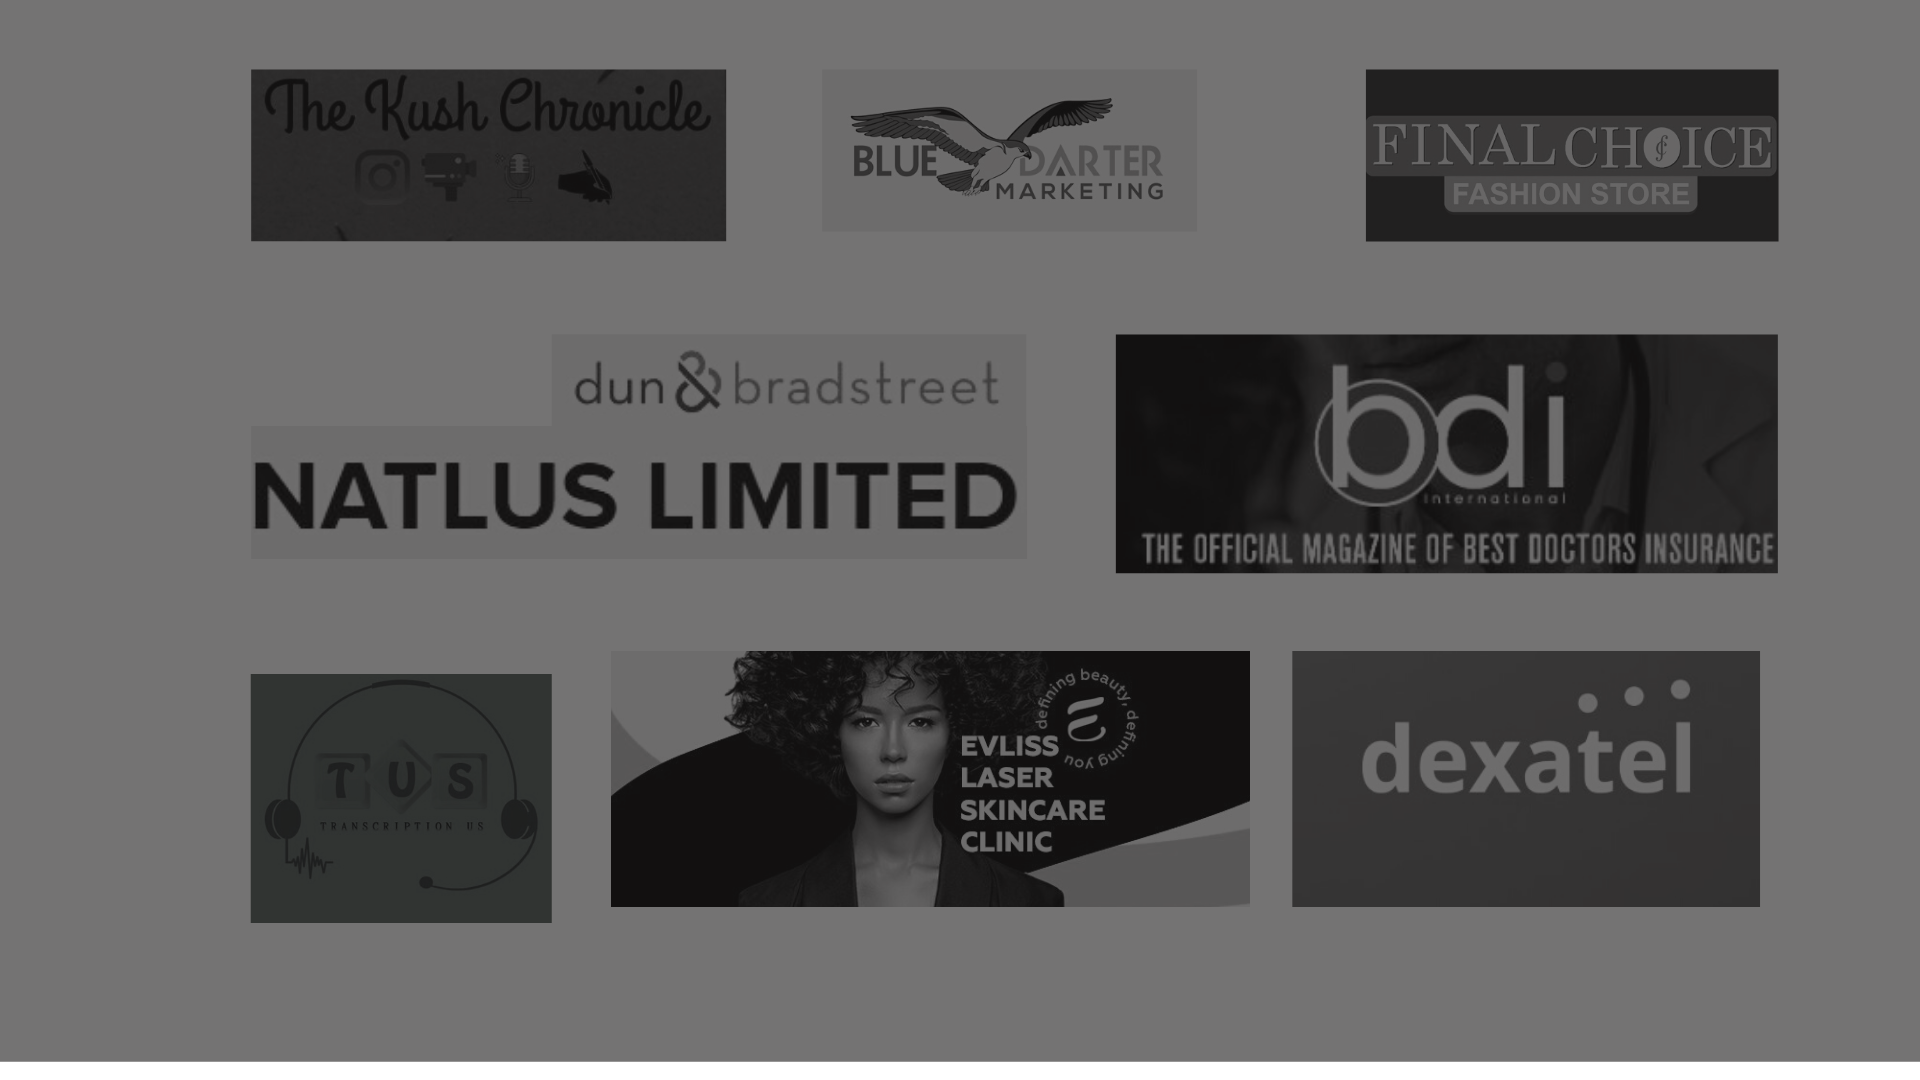 The Kush Chronicle
BLUE DARTER
MARKETING
FINAL CHOICE
FASHION STORE
dun & bradstreet
NATLUS LIMITED
bdi
international
THE OFFICIAL MAGAZINE OF BEST DOCTORS INSURANCE
T U S
TRANSCRIPTION US
defining beauty, defining you
EVLISS
LASER
SKINCARE
CLINIC
dexatel